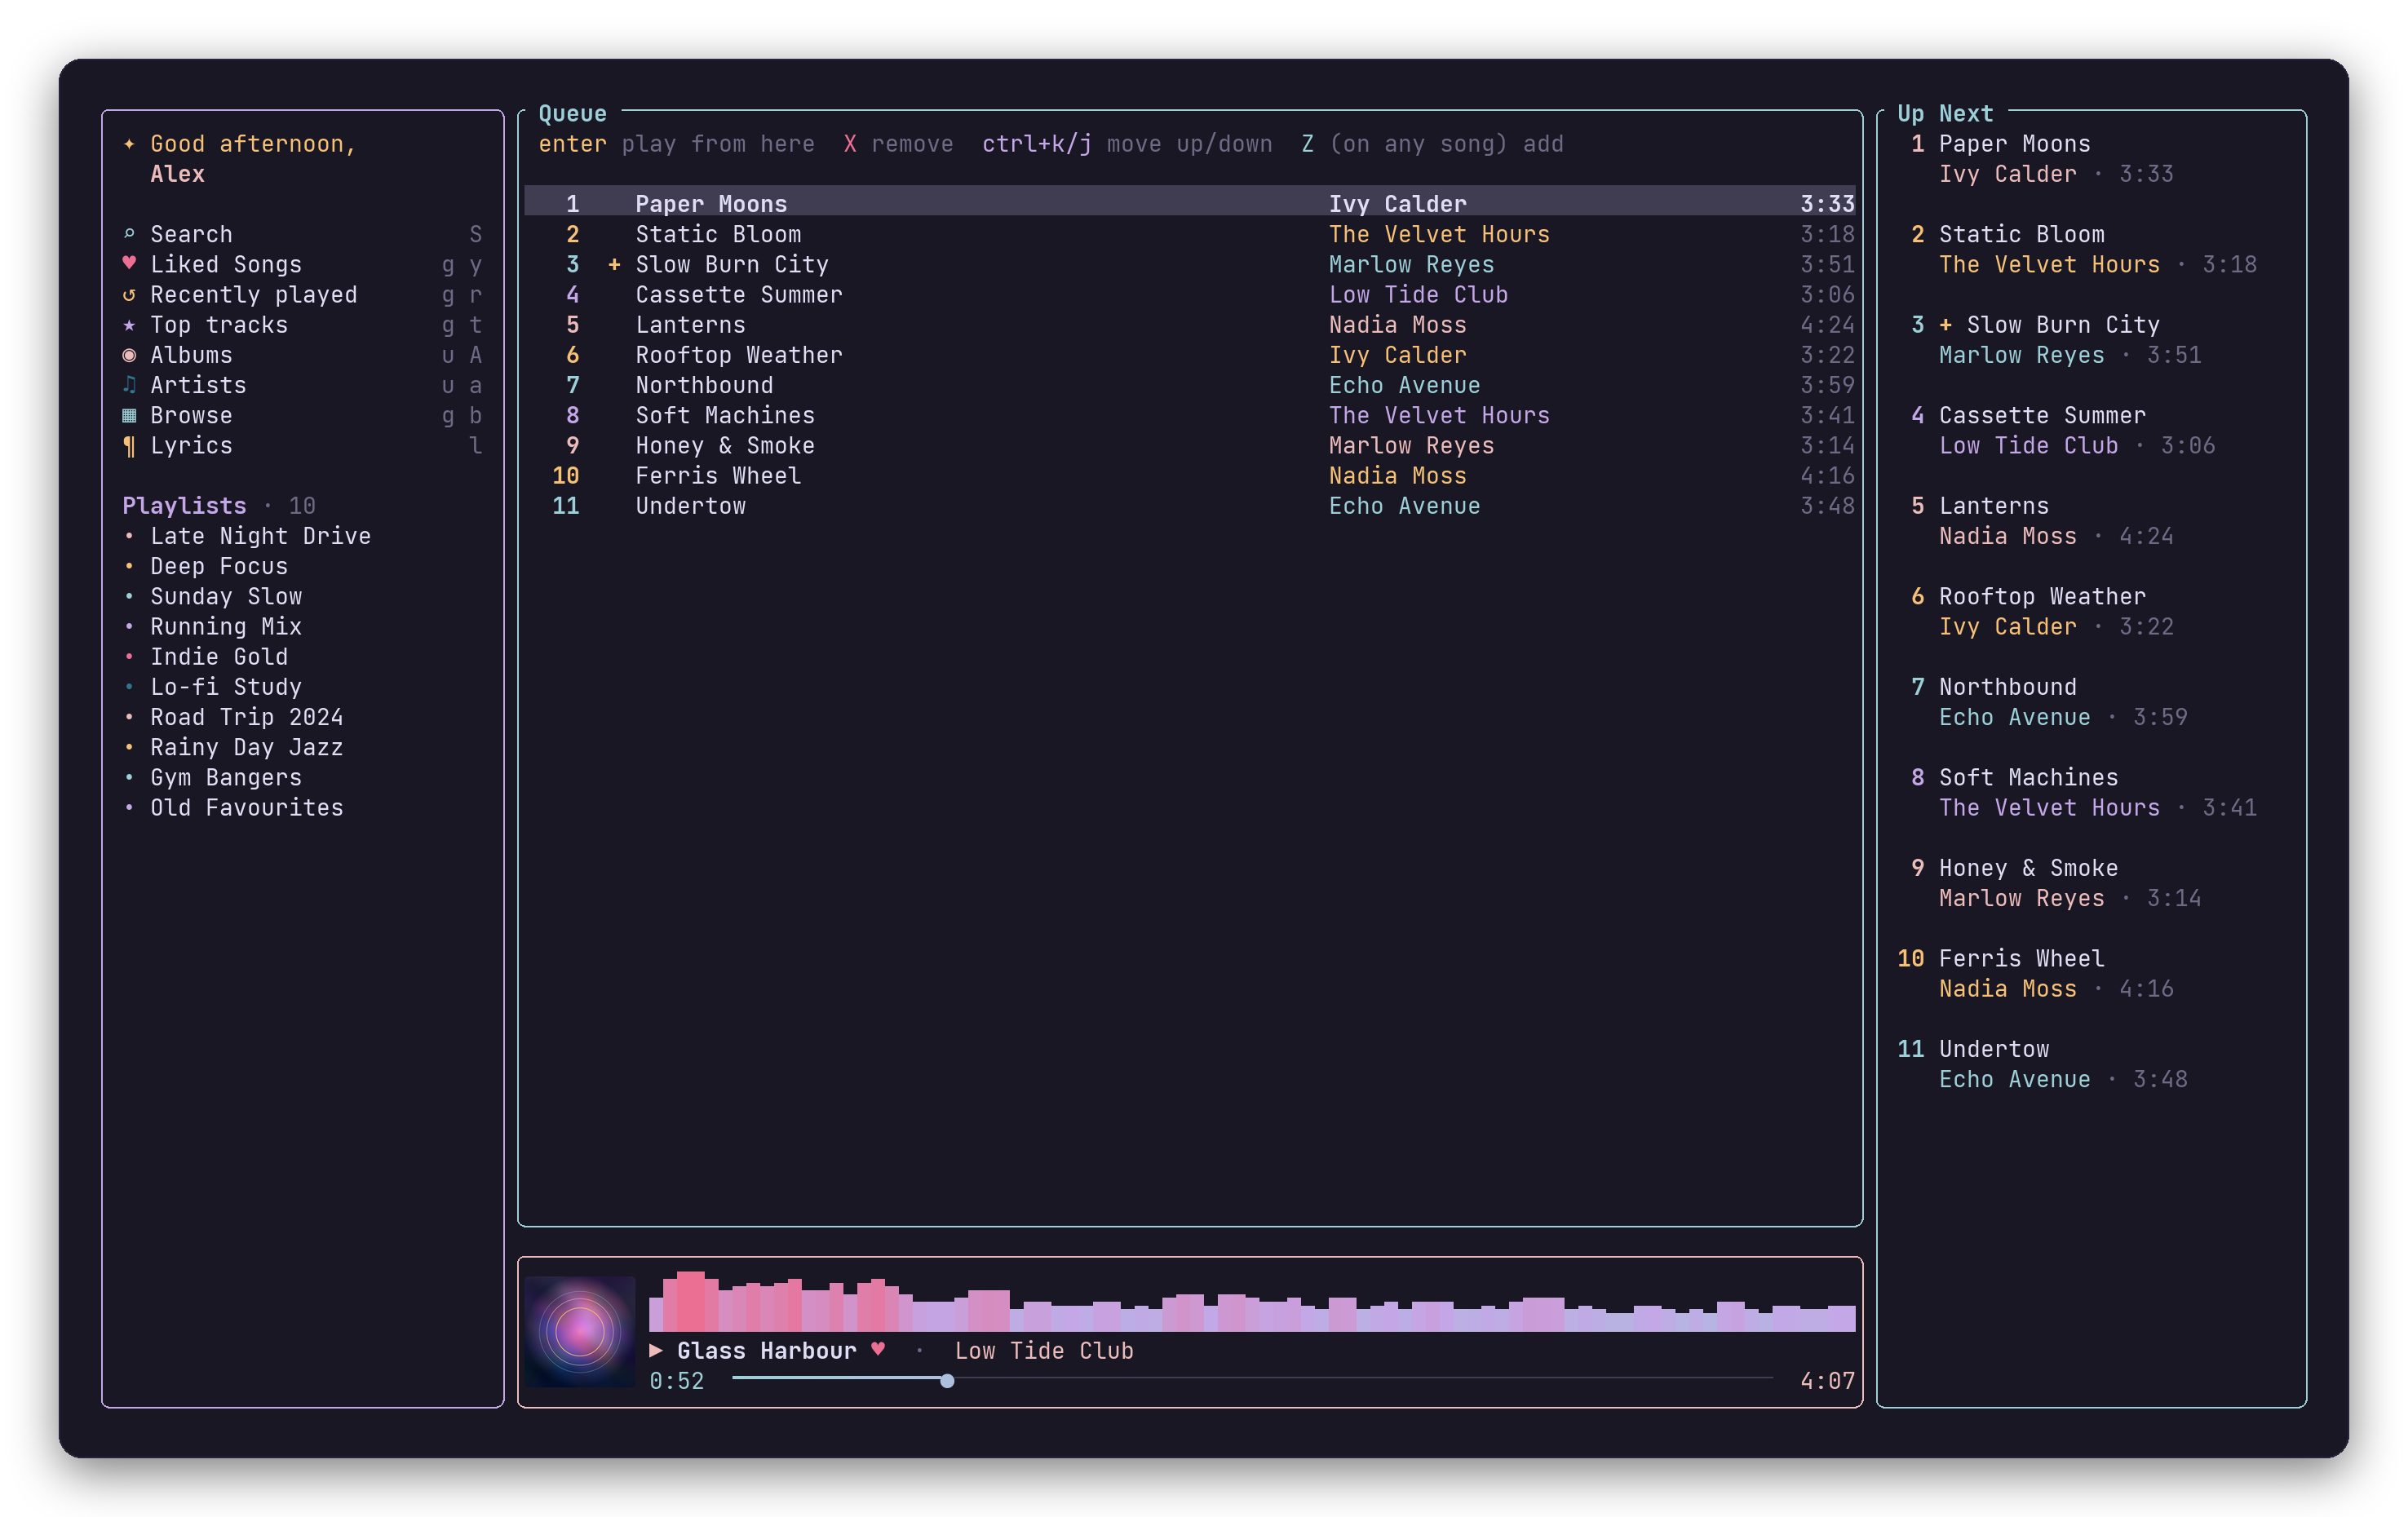 ✦ Good afternoon,
Alex
⌕ Search S
♥ Liked Songs g y
↺ Recently played g r
★ Top tracks g t
◉ Albums u A
♫ Artists u a
▦ Browse g b
¶ Lyrics l
Playlists · 10
• Late Night Drive
• Deep Focus
• Sunday Slow
• Running Mix
• Indie Gold
• Lo-fi Study
• Road Trip 2024
• Rainy Day Jazz
• Gym Bangers
• Old Favourites
Queue
enter play from here X remove ctrl+k/j move up/down Z (on any song) add
1 Paper Moons Ivy Calder 3:33
2 Static Bloom The Velvet Hours 3:18
3 + Slow Burn City Marlow Reyes 3:51
4 Cassette Summer Low Tide Club 3:06
5 Lanterns Nadia Moss 4:24
6 Rooftop Weather Ivy Calder 3:22
7 Northbound Echo Avenue 3:59
8 Soft Machines The Velvet Hours 3:41
9 Honey & Smoke Marlow Reyes 3:14
10 Ferris Wheel Nadia Moss 4:16
11 Undertow Echo Avenue 3:48
▶ Glass Harbour ♥ · Low Tide Club
0:52 4:07
Up Next
1 Paper Moons
Ivy Calder · 3:33
2 Static Bloom
The Velvet Hours · 3:18
3 + Slow Burn City
Marlow Reyes · 3:51
4 Cassette Summer
Low Tide Club · 3:06
5 Lanterns
Nadia Moss · 4:24
6 Rooftop Weather
Ivy Calder · 3:22
7 Northbound
Echo Avenue · 3:59
8 Soft Machines
The Velvet Hours · 3:41
9 Honey & Smoke
Marlow Reyes · 3:14
10 Ferris Wheel
Nadia Moss · 4:16
11 Undertow
Echo Avenue · 3:48